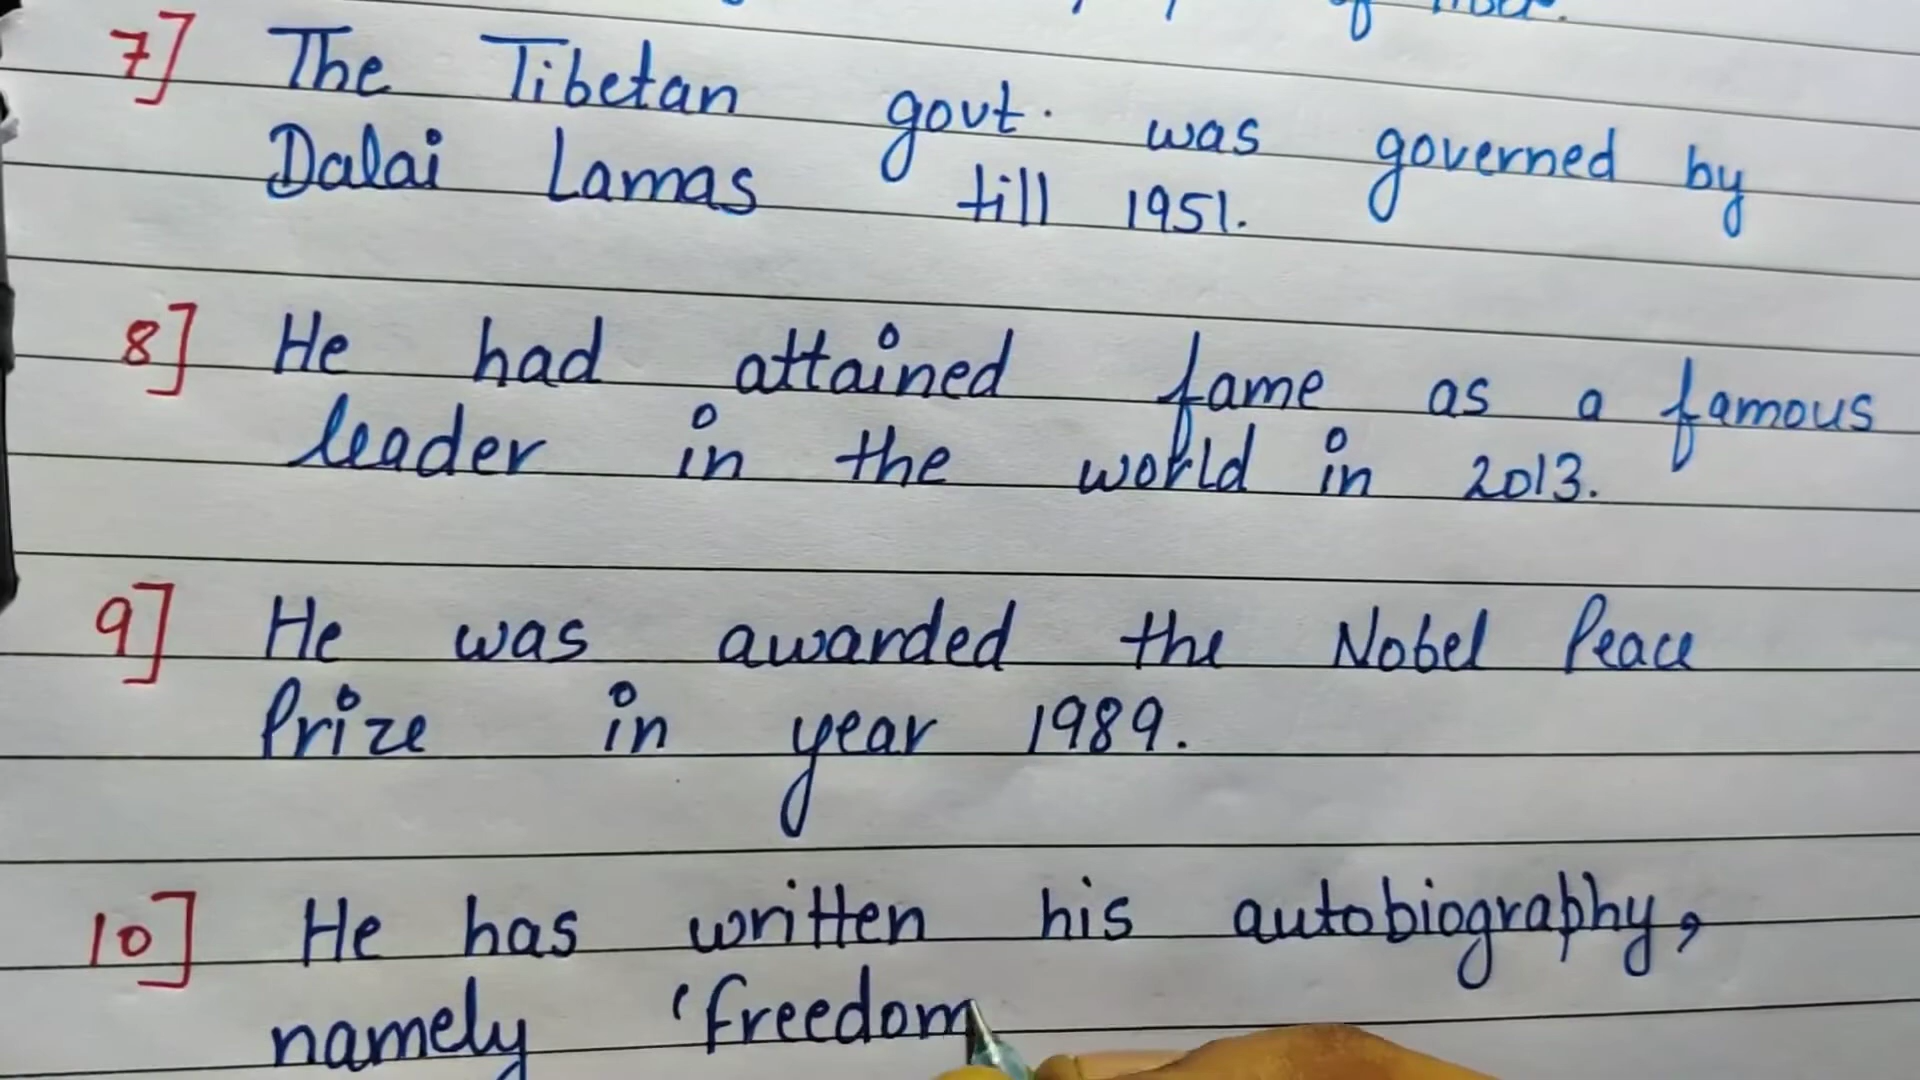 7] The Tibetan govt. was governed by
Dalai Lamas till 1951.
8] He had attained fame as a famous
leader in the world in 2013.
9] He was awarded the Nobel Peace
Prize in year 1989.
10] He has written his autobiography,
namely 'freedom